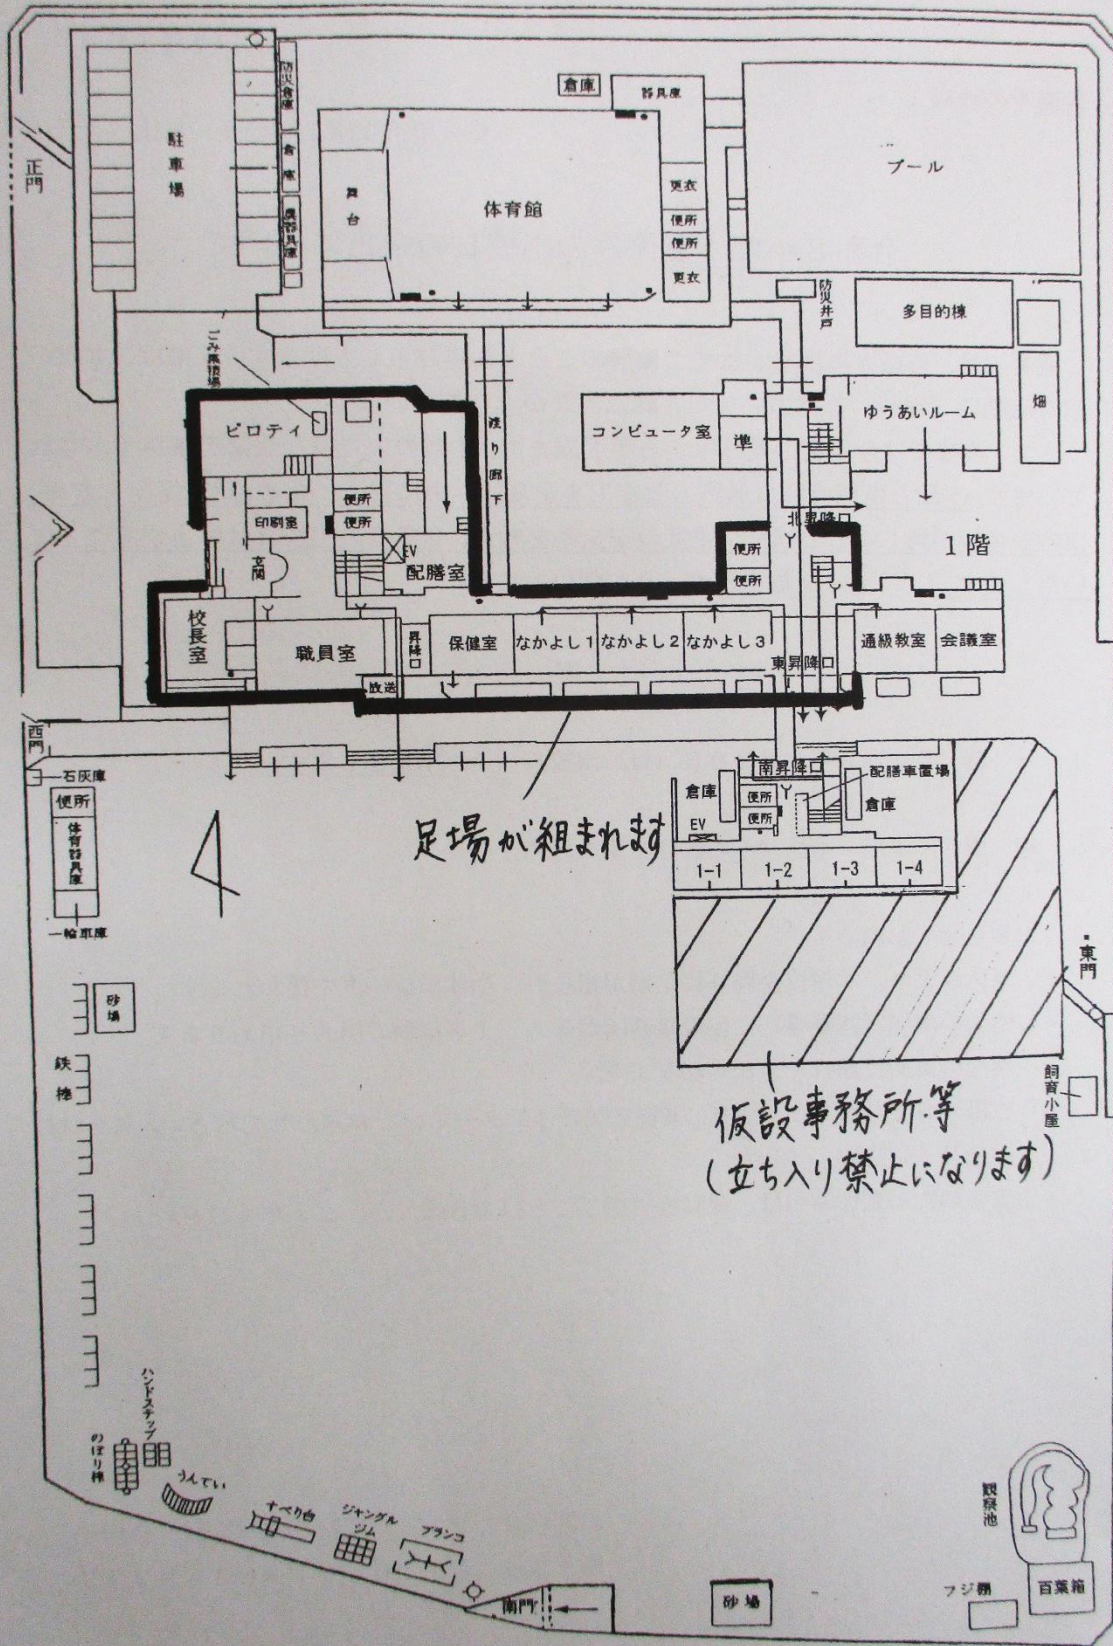 正門
駐車場
防災倉庫
倉庫
農器具庫
倉庫
器具庫
舞台
体育館
更衣
便所
便所
更衣
プール
防災井戸
多目的棟
畑
ゆうあいルーム
ごみ集積場
ピロティ
渡り廊下
コンピュータ室
準
北昇降口
1階
印刷室
便所
便所
玄関
EV
配膳室
便所
便所
校長室
職員室
昇降口
保健室
なかよし1
なかよし2
なかよし3
東昇降口
通級教室
会議室
放送
西門
石灰庫
便所
体育器具庫
一輪車庫
足場が組まれます
南昇降口
配膳車置場
倉庫
便所
便所
倉庫
EV
1-1
1-2
1-3
1-4
東門
飼育小屋
仮設事務所等
(立ち入り禁止になります)
砂場
鉄棒
ハンドステップ
のぼり棒
うんてい
すべり台
ジャングル
ジム
ブランコ
南門
砂場
観察池
フジ棚
百葉箱